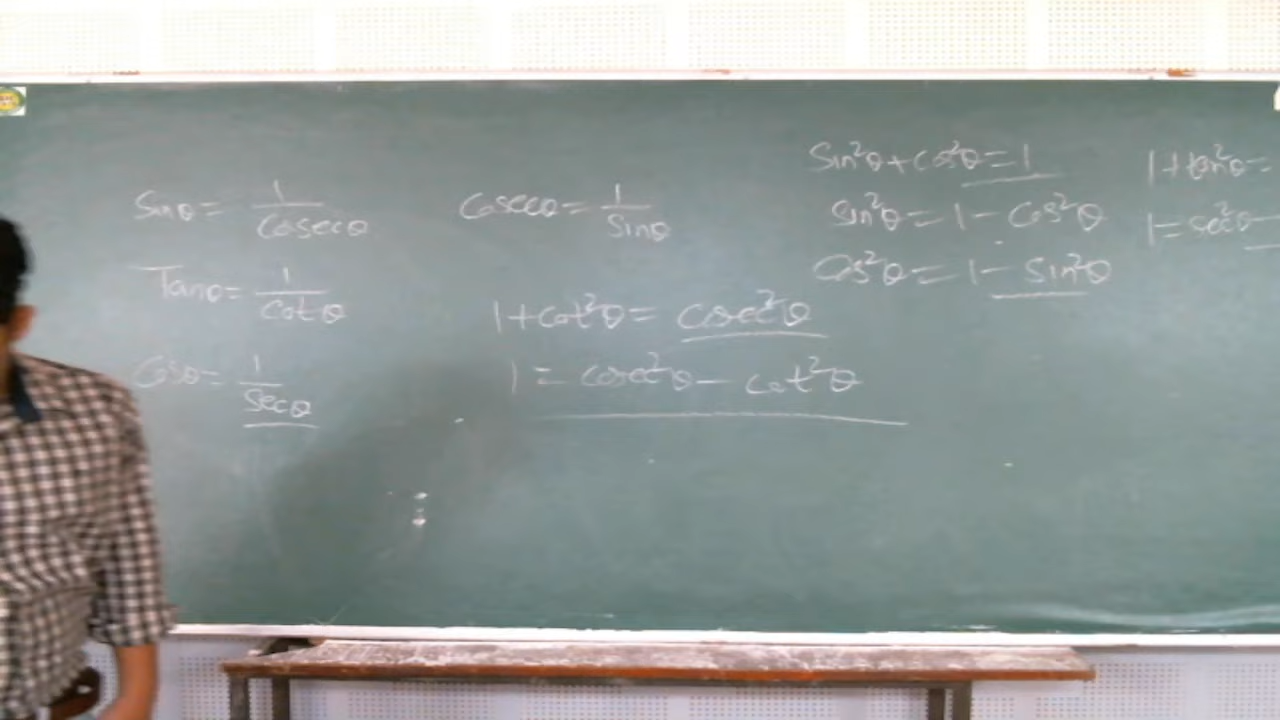 Sinθ = 1/Cosecθ
Tanθ = 1/Cotθ
Cosθ = 1/Secθ
Cosecθ = 1/Sinθ
1+cot²θ = cosec²θ
1 = cosec²θ - cot²θ
Sin²θ+Cos²θ=1
Sin²θ = 1 - Cos²θ
Cos²θ = 1 - Sin²θ
1+tan²θ =
1= sec²θ -